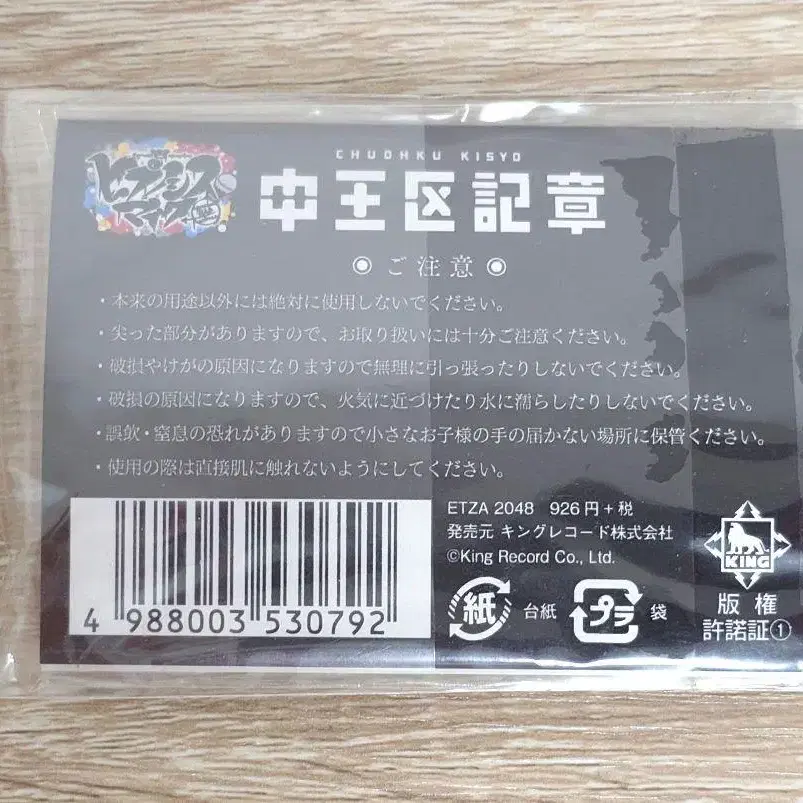 ヒプノシス
マイク
CHUOHKU KISYO
中王区記章
◉ ご注意 ◉
・本来の用途以外には絶対に使用しないでください。
・尖った部分がありますので、お取り扱いには十分ご注意ください。
・破損やけがの原因になりますので無理に引っ張ったりしないでください。
・破損の原因になりますので、火気に近づけたり水に濡らしたりしないでください。
・誤飲・窒息の恐れがありますので小さなお子様の手の届かない場所に保管ください。
・使用の際は直接肌に触れないようにしてください。
4 988003 530792
ETZA 2048 926円+税
発売元 キングレコード株式会社
©King Record Co., Ltd.
紙 台紙 プラ 袋
KING
版権
許諾証①